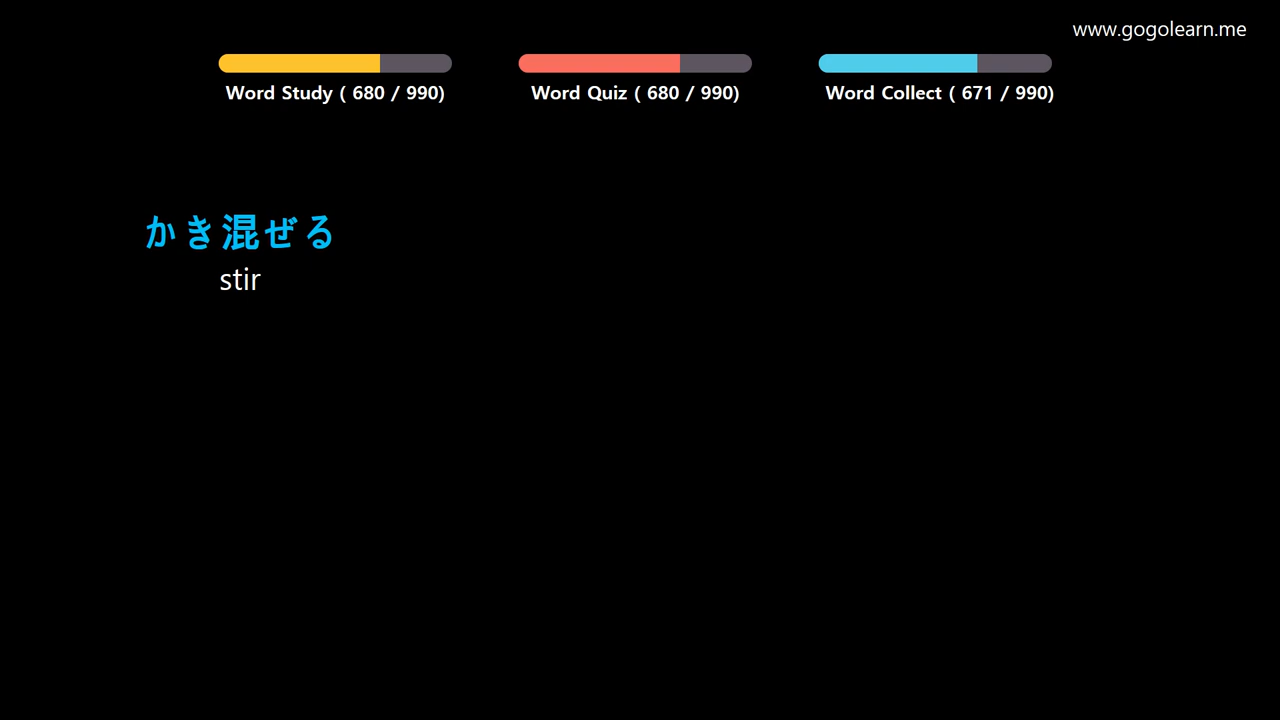 www.gogolearn.me
Word Study ( 680 / 990)
Word Quiz ( 680 / 990)
Word Collect ( 671 / 990)
かき混ぜる
stir